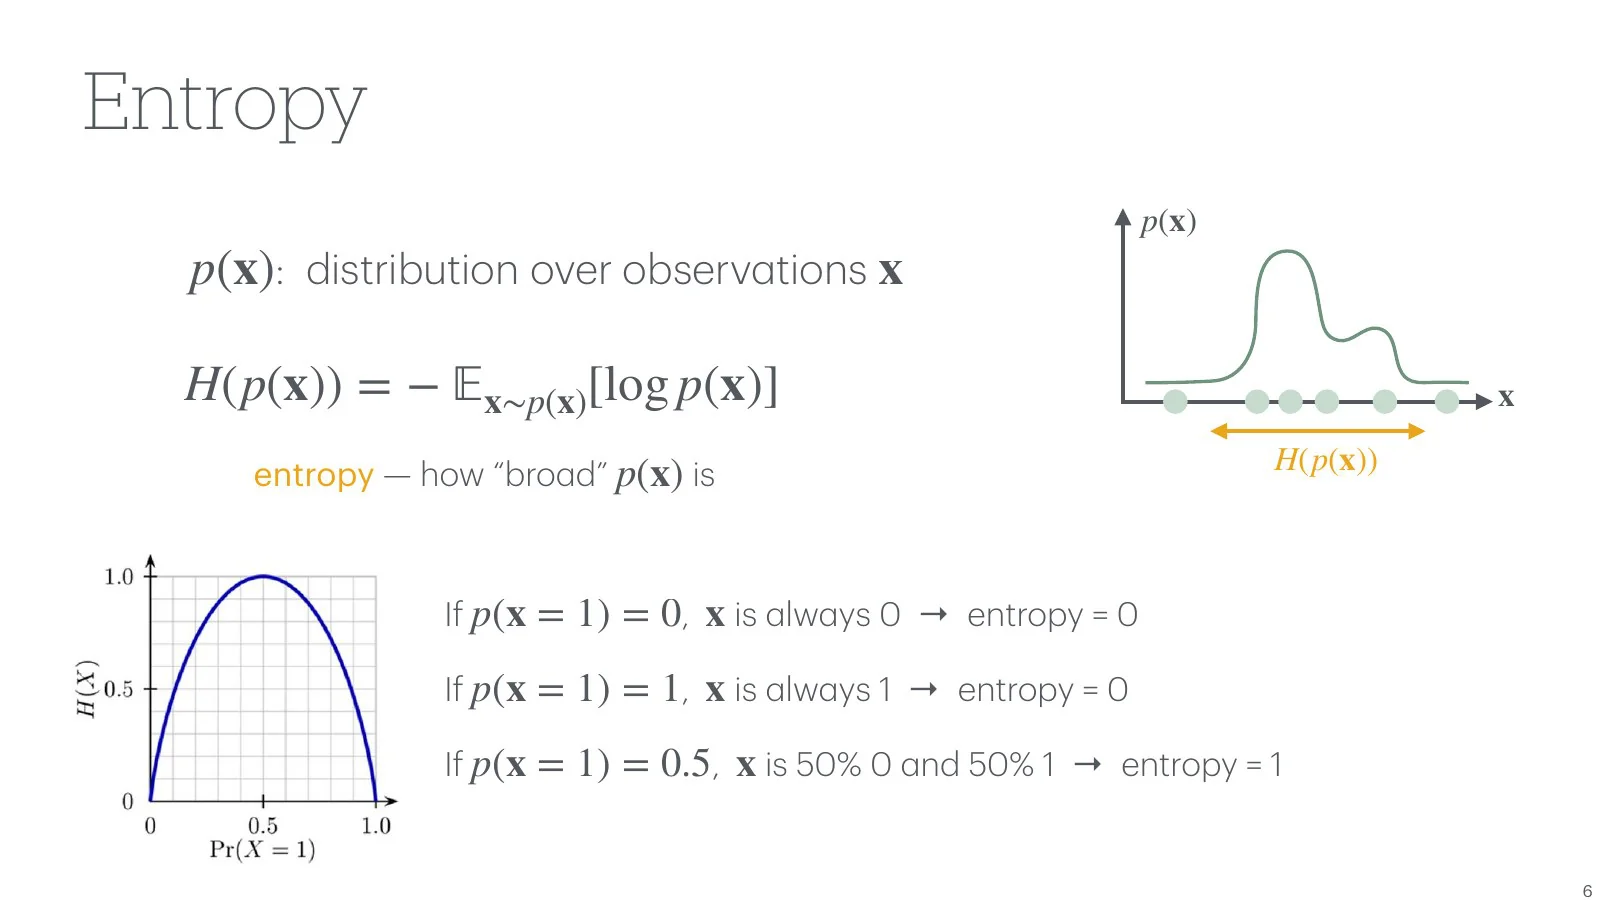 Entropy
p(x): distribution over observations x
H(p(x)) = − 𝔼x∼p(x)[log p(x)]
entropy — how “broad” p(x) is
p(x)
x
H(p(x))
1.0
0.5
0
H(X)
0 0.5 1.0
Pr(X = 1)
If p(x = 1) = 0, x is always 0 → entropy = 0
If p(x = 1) = 1, x is always 1 → entropy = 0
If p(x = 1) = 0.5, x is 50% 0 and 50% 1 → entropy = 1
6